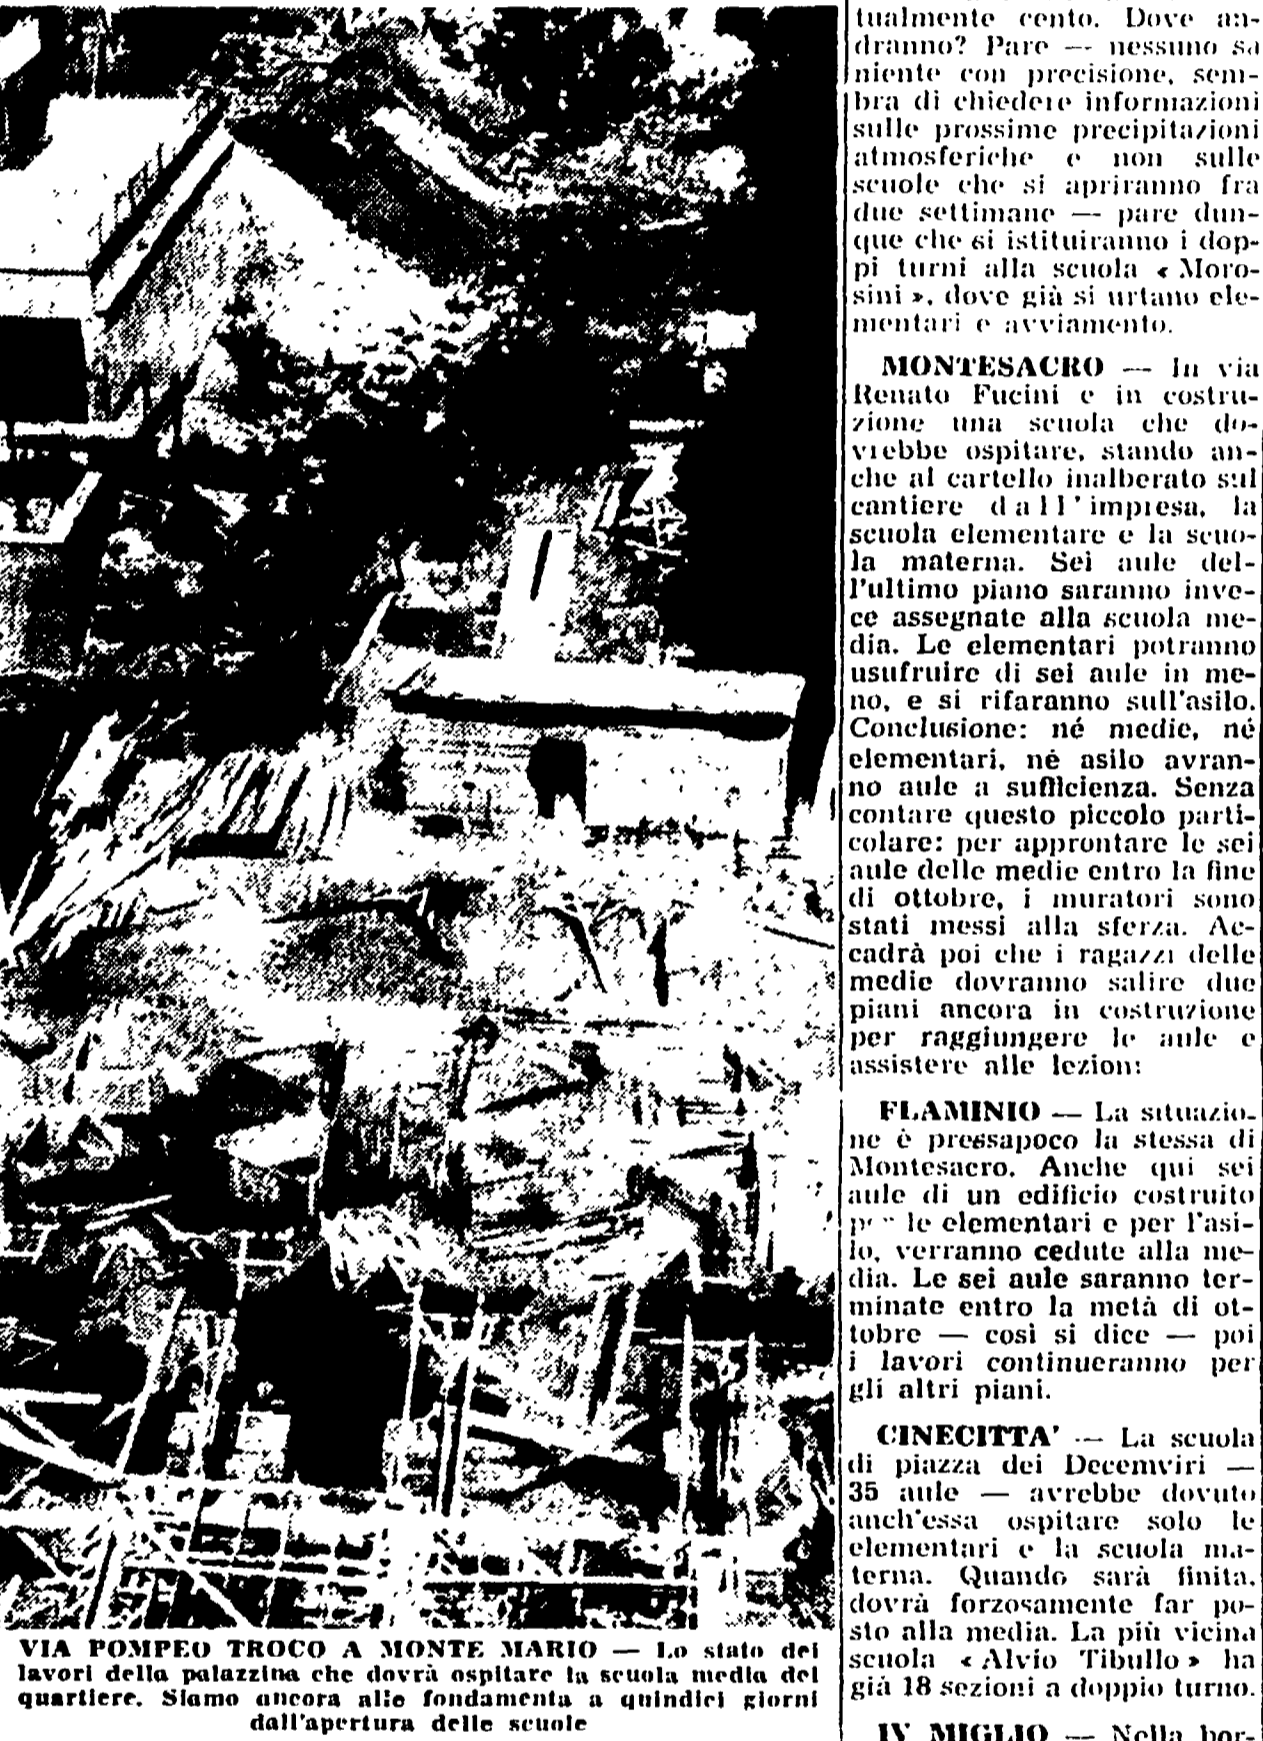 VIA POMPEO TROCO A MONTE MARIO — Lo stato dei
lavori della palazzina che dovrà ospitare la scuola media del
quartiere. Siamo ancora alle fondamenta a quindici giorni
dall'apertura delle scuole
tualmente cento. Dove an-
dranno? Pare — nessuno sa
niente con precisione, sem-
bra di chiedere informazioni
sulle prossime precipitazioni
atmosferiche e non sulle
scuole che si apriranno fra
due settimane — pare dun-
que che si istituiranno i dop-
pi turni alla scuola « Moro-
sini », dove già si urtano ele-
mentari e avviamento.
MONTESACRO — In via
Renato Fucini e in costru-
zione una scuola che do-
vrebbe ospitare, stando an-
che al cartello inalberato sul
cantiere dall'impresa, la
scuola elementare e la scuo-
la materna. Sei aule del-
l'ultimo piano saranno inve-
ce assegnate alla scuola me-
dia. Le elementari potranno
usufruire di sei aule in me-
no, e si rifaranno sull'asilo.
Conclusione: né medie, né
elementari, né asilo avran-
no aule a sufficienza. Senza
contare questo piccolo parti-
colare: per approntare le sei
aule delle medie entro la fine
di ottobre, i muratori sono
stati messi alla sferza. Ac-
cadrà poi che i ragazzi delle
medie dovranno salire due
piani ancora in costruzione
per raggiungere le aule e
assistere alle lezion:
FLAMINIO — La situazio-
ne è pressapoco la stessa di
Montesacro. Anche qui sei
aule di un edificio costruito
per le elementari e per l'asi-
lo, verranno cedute alla me-
dia. Le sei aule saranno ter-
minate entro la metà di ot-
tobre — così si dice — poi
i lavori continueranno per
gli altri piani.
CINECITTA' — La scuola
di piazza dei Decemviri —
35 aule — avrebbe dovuto
anch'essa ospitare solo le
elementari e la scuola ma-
terna. Quando sarà finita,
dovrà forzosamente far po-
sto alla media. La più vicina
scuola « Alvio Tibullo » ha
già 18 sezioni a doppio turno.
IV MIGLIO — Nella bor-